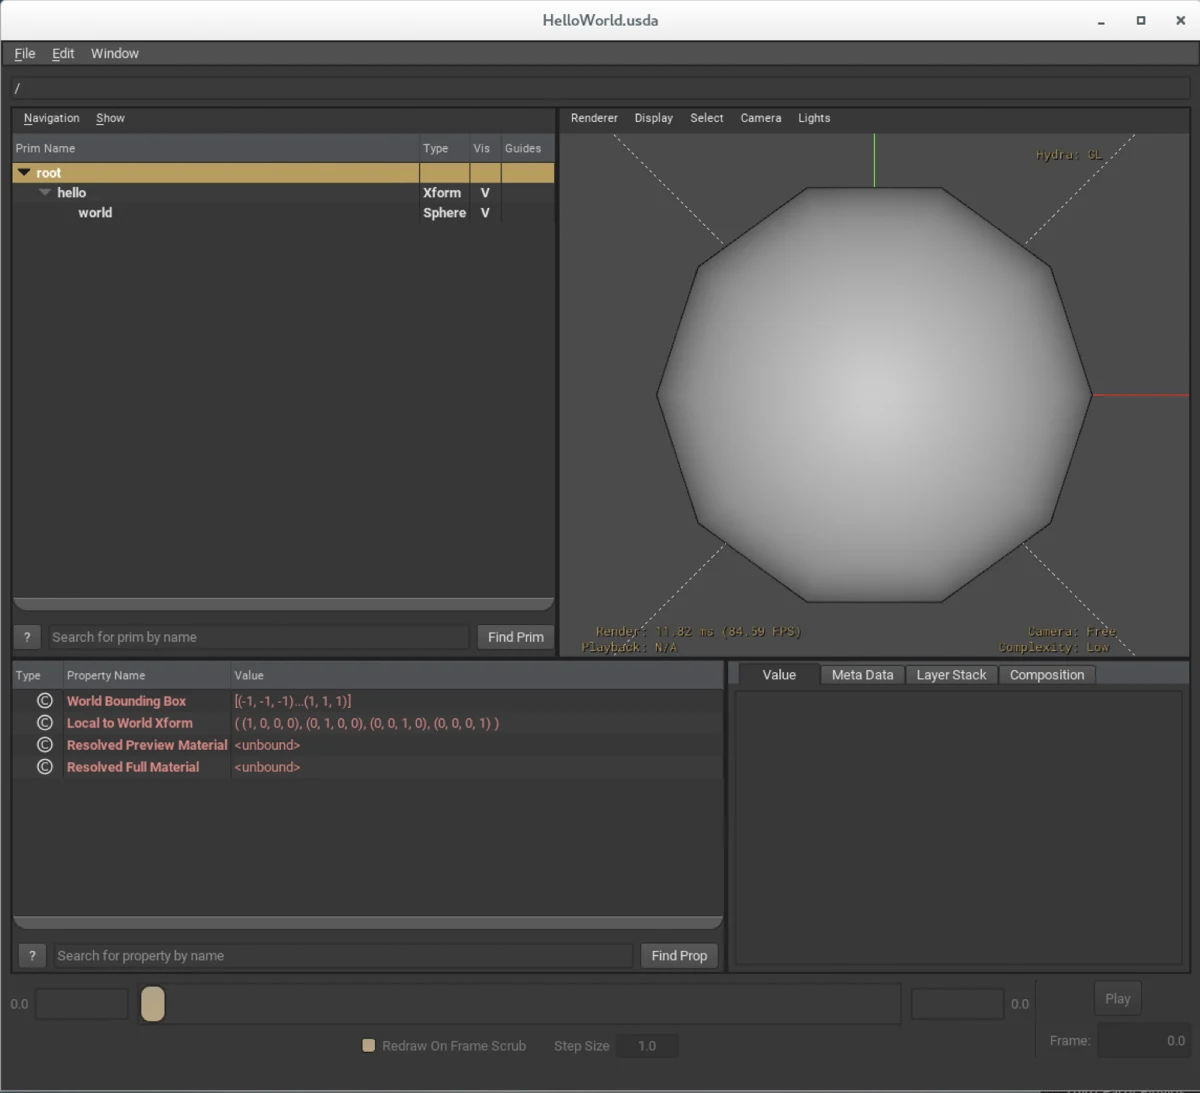 HelloWorld.usda
File Edit Window
/
Navigation Show
Prim Name Type Vis Guides
root
hello Xform V
world Sphere V
? Search for prim by name Find Prim
Renderer Display Select Camera Lights
Hydra: GL
Render: 11.82 ms (84.59 FPS)
Playback: N/A
Camera: Free
Complexity: Low
Type Property Name Value
© World Bounding Box [(-1, -1, -1)...(1, 1, 1)]
© Local to World Xform ( (1, 0, 0, 0), (0, 1, 0, 0), (0, 0, 1, 0), (0, 0, 0, 1) )
© Resolved Preview Material <unbound>
© Resolved Full Material <unbound>
? Search for property by name Find Prop
Value Meta Data Layer Stack Composition
0.0 0.0 Play
Redraw On Frame Scrub Step Size 1.0 Frame: 0.0